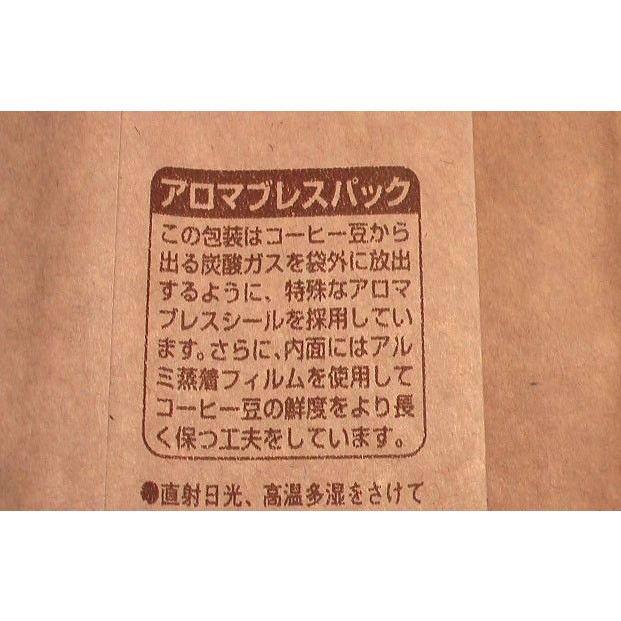 アロマブレスパック
この包装はコーヒー豆から
出る炭酸ガスを袋外に放出
するように、特殊なアロマ
ブレスシールを採用してい
ます。さらに、内面にはアル
ミ蒸着フィルムを使用して
コーヒー豆の鮮度をより長
く保つ工夫をしています。
●直射日光、高温多湿をさけて